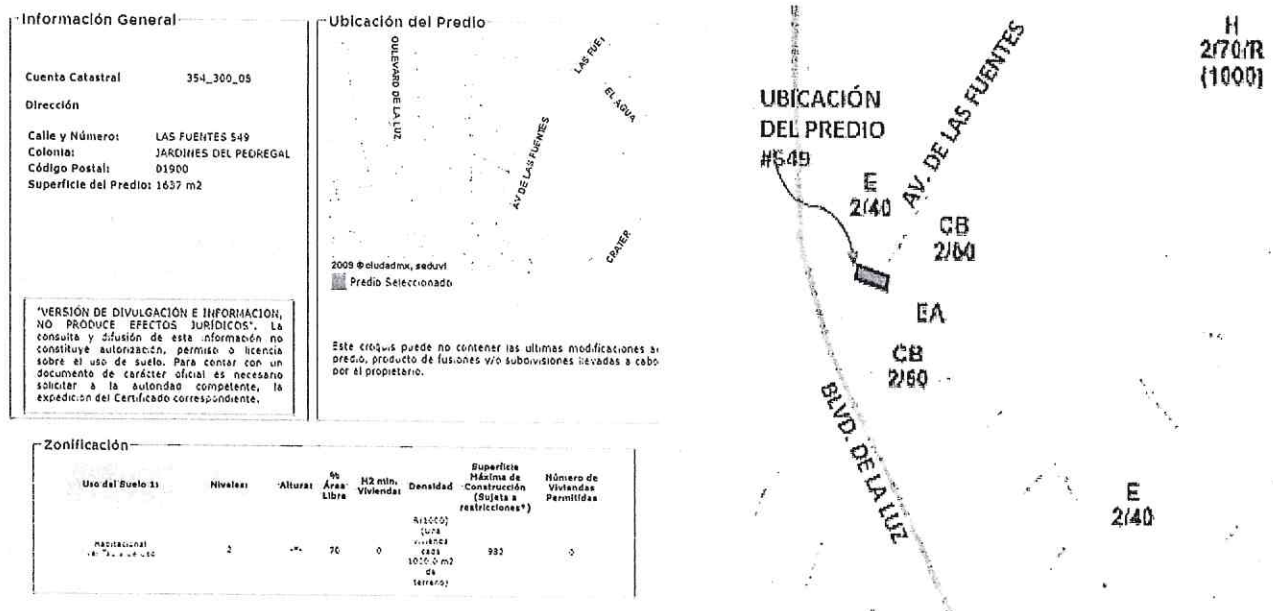 Información General
Cuenta Catastral 354_300_05
Dirección
Calle y Número: LAS FUENTES 549
Colonia: JARDINES DEL PEDREGAL
Código Postal: 01900
Superficie del Predio: 1637 m2
"VERSIÓN DE DIVULGACIÓN E INFORMACIÓN,
NO PRODUCE EFECTOS JURÍDICOS". La
consulta y difusión de esta información no
constituye autorización, permiso o licencia
sobre el uso de suelo. Para contar con un
documento de carácter oficial es necesario
solicitar a la autoridad competente, la
expedición del Certificado correspondiente.
Ubicación del Predio
OULEVARD DE LA LUZ
LAS FUE
EL AGUA
AV DE LAS FUENTES
CRATER
2009 © ciudadmx, seduvi
Predio Seleccionado
Este croquis puede no contener las ultimas modificaciones al
predio, producto de fusiones y/o subdivisiones llevadas a cabo
por el propietario.
Zonificación
Uso del Suelo 1:
Niveles:
Altura:
%
Área
Libre
M2 min.
Vivienda:
Densidad
Superficie
Máxima de
Construcción
(Sujeta a
restricciones*)
Número de
Viviendas
Permitidas
Habitacional
2
-*-
70
0
R(1000)
(una
vivienda
cada
1000.0 m2
de
terreno)
982
0
H
2/70/R
(1000)
UBICACIÓN
DEL PREDIO
#549
AV. DE LAS FUENTES
E
2/40
CB
2/60
EA
CB
2/60
BLVD. DE LA LUZ
E
2/40